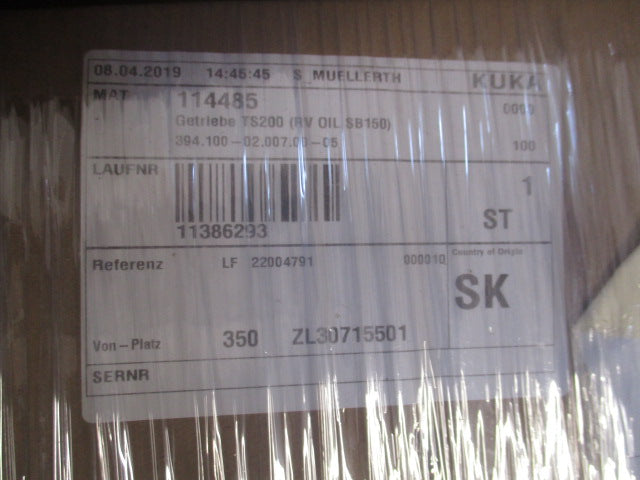 08.04.2019 14:45:45 S_MUELLERTH KUKA
MAT 114485 0000
Getriebe TS200 (RV OIL SB150)
394.100-02.007.00-05 100
LAUFNR 1
11386293 ST
Country of Origin
Referenz LF 22004791 000010
SK
Von-Platz 350 ZL30715501
SERNR